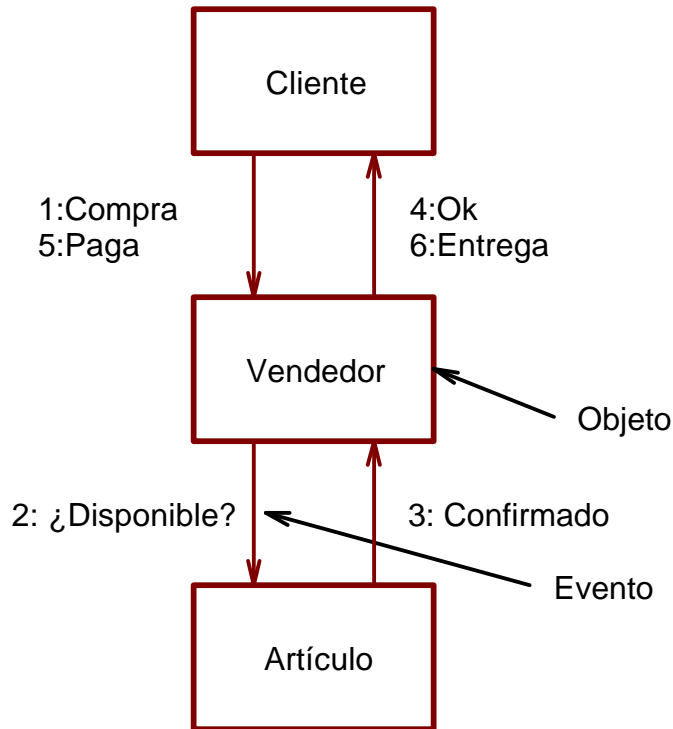 Cliente
1:Compra
5:Paga
4:Ok
6:Entrega
Vendedor
Objeto
2: ¿Disponible?
3: Confirmado
Evento
Artículo